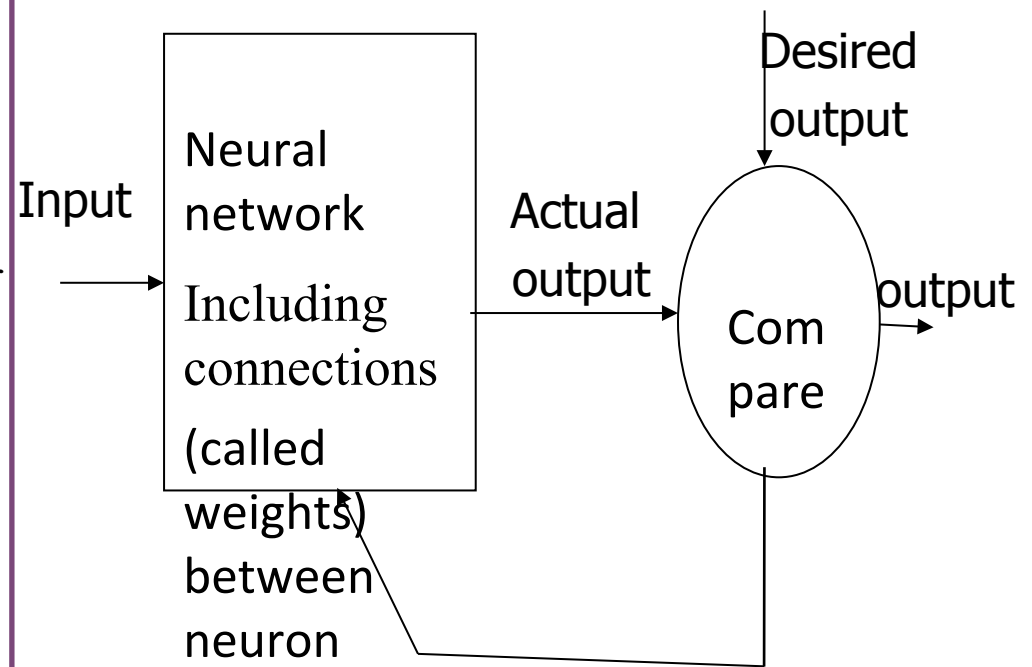 Input
Neural
network
Including
connections
(called
weights)
between
neuron
Actual
output
Desired
output
Com
pare
output